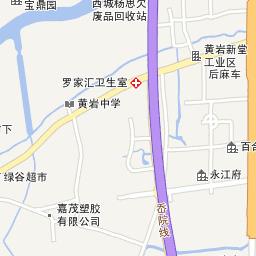 宝鼎园
西城杨思久
废品回收站
黄岩新堂
工业区
后麻车
罗家汇卫生室
黄岩中学
下
百合
绿谷超市
永江府
嘉茂塑胶
有限公司
岙院线